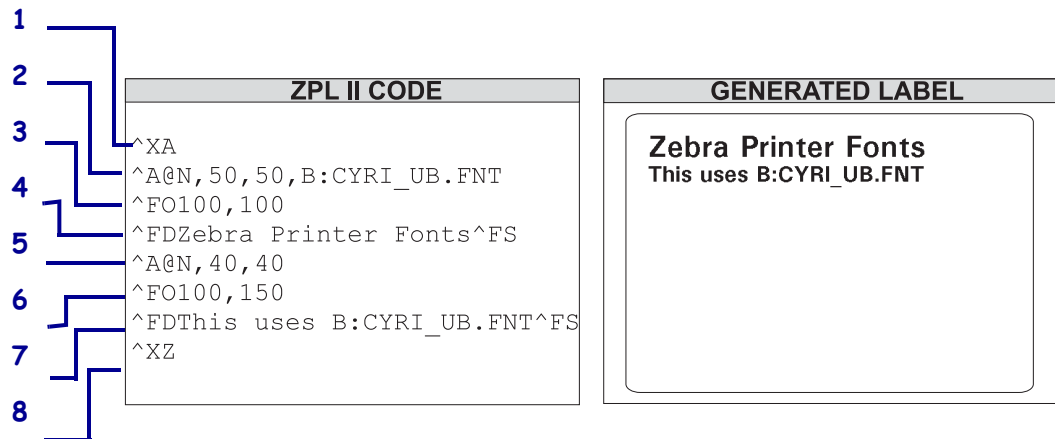 1
2
3
4
5
6
7
8
ZPL II CODE
^XA
^A@N,50,50,B:CYRI_UB.FNT
^FO100,100
^FDZebra Printer Fonts^FS
^A@N,40,40
^FO100,150
^FDThis uses B:CYRI_UB.FNT^FS
^XZ
GENERATED LABEL
Zebra Printer Fonts
This uses B:CYRI_UB.FNT